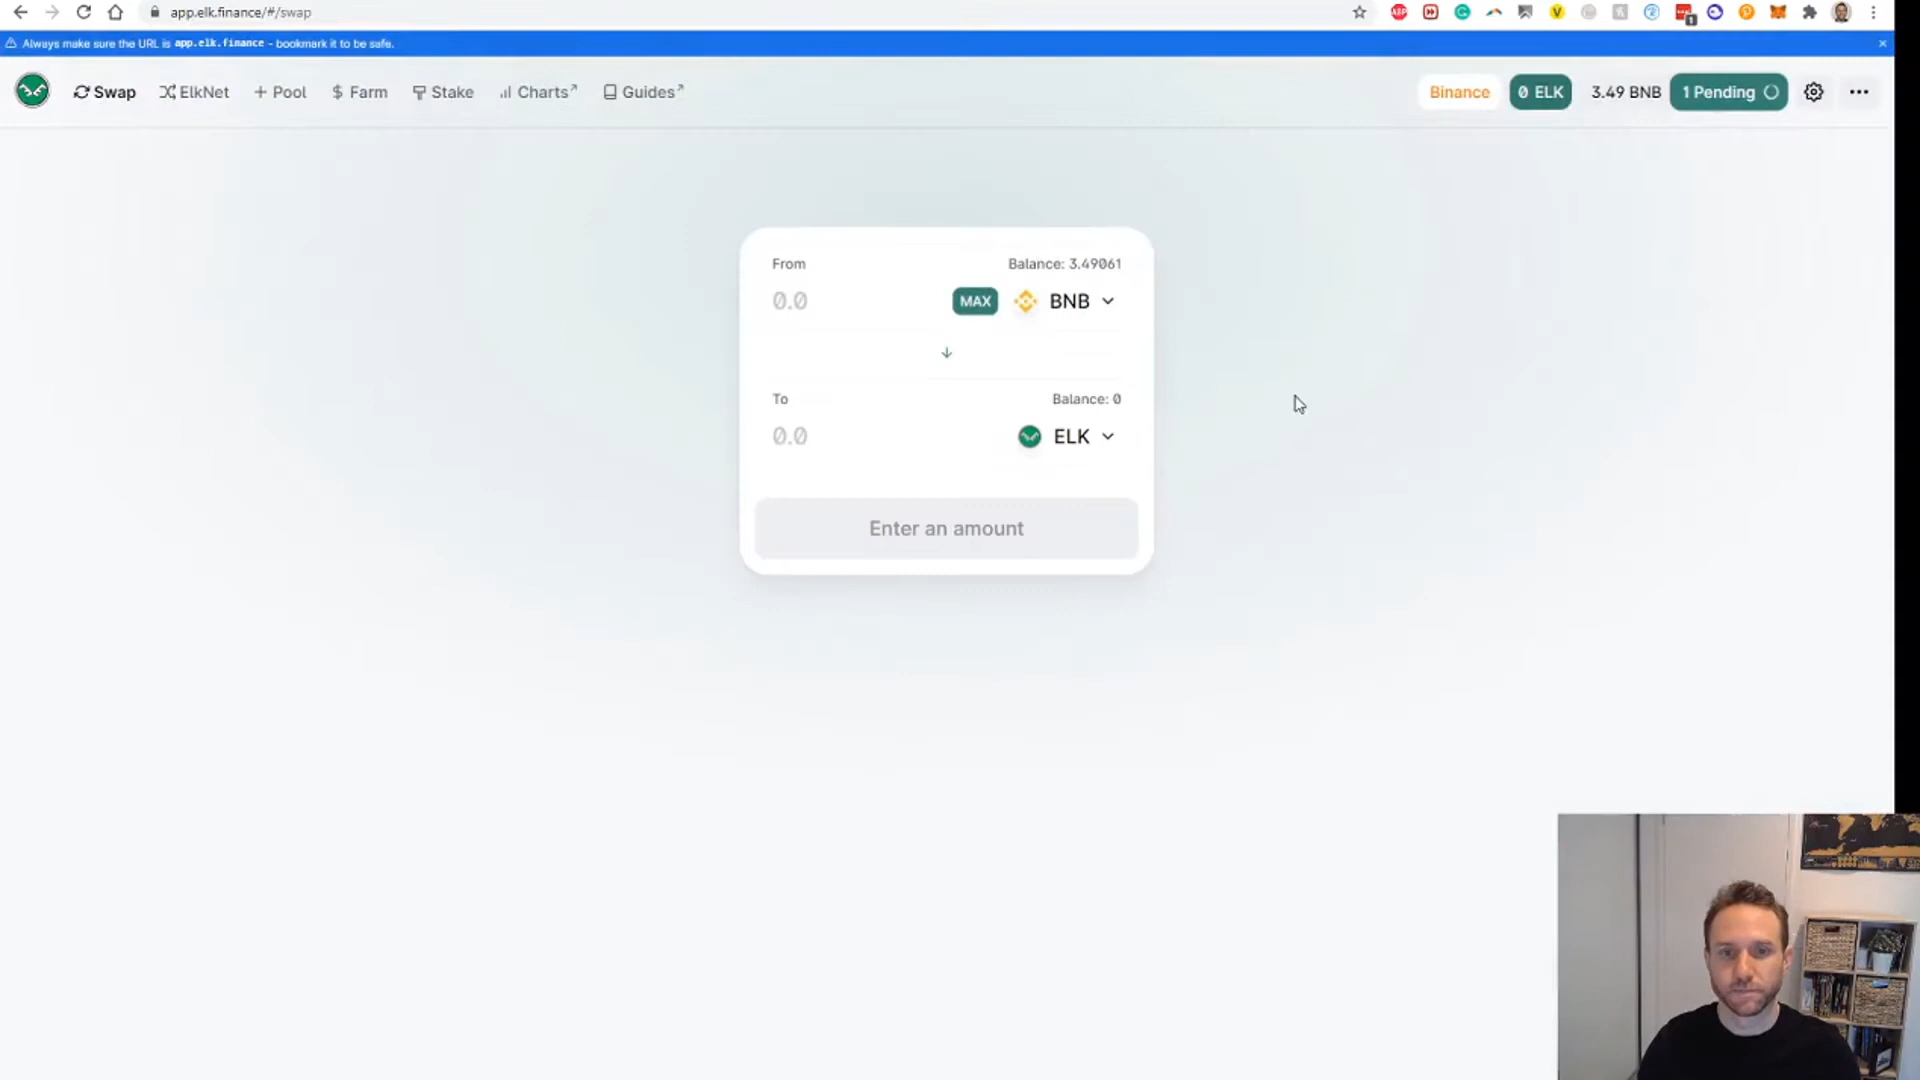 app.elk.finance/#/swap
Always make sure the URL is app.elk.finance - bookmark it to be safe.
Swap
ElkNet
+ Pool
$ Farm
Stake
Charts↗
Guides↗
Binance
0 ELK
3.49 BNB
1 Pending
From
Balance: 3.49061
0.0
MAX
BNB
To
Balance: 0
0.0
ELK
Enter an amount